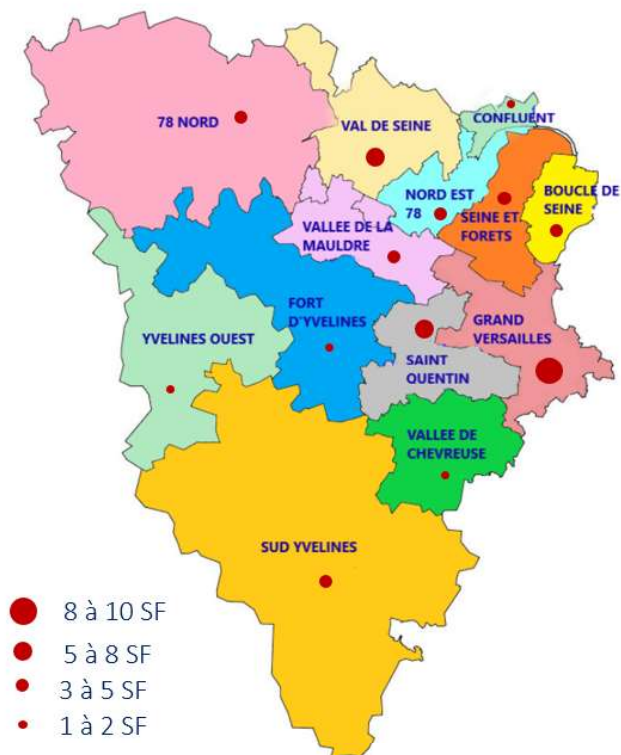 78 NORD
VAL DE SEINE
CONFLUENT
NORD EST
78
SEINE ET
FORETS
BOUCLE DE
SEINE
VALLEE DE LA
MAULDRE
FORT
D'YVELINES
YVELINES OUEST
GRAND
VERSAILLES
SAINT
QUENTIN
VALLEE DE
CHEVREUSE
SUD YVELINES
8 à 10 SF
5 à 8 SF
3 à 5 SF
1 à 2 SF